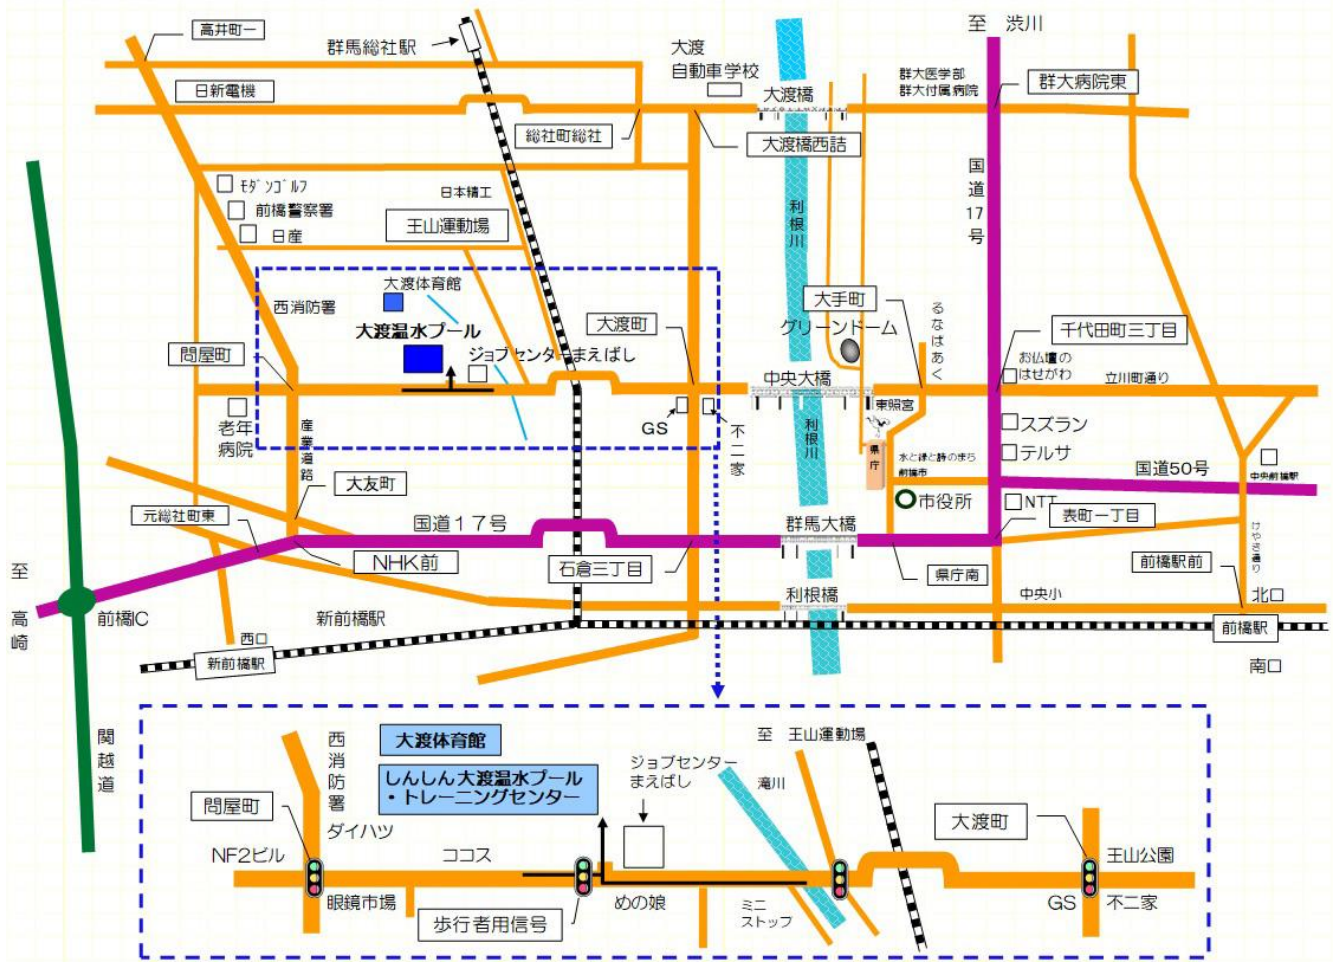 至 渋川
高井町一
群馬総社駅
大渡
自動車学校
群大医学部
群大付属病院
群大病院東
日新電機
大渡橋
総社町総社
大渡橋西詰
国道17号
モダンゴルフ
前橋警察署
日産
日本精工
王山運動場
利根川
西消防署
大渡体育館
大渡温水プール
ジョブセンターまえばし
大渡町
大手町
グリーンドーム
るなぱあく
千代田町三丁目
お仏壇の
はせがわ
立川町通り
問屋町
中央大橋
東照宮
老年
病院
産業道路
GS
不二家
利根川
県庁
水と緑と詩のまち
前橋市
市役所
スズラン
テルサ
国道50号
中央前橋駅
NTT
大友町
元総社町東
国道17号
群馬大橋
表町一丁目
けやき通り
NHK前
石倉三丁目
県庁南
前橋駅前
至 高崎
前橋IC
新前橋駅
利根橋
中央小
北口
西口
新前橋駅
前橋駅
南口
関越道
西消防署
大渡体育館
しんしん大渡温水プール
・トレーニングセンター
ジョブセンター
まえばし
至 王山運動場
滝川
問屋町
ダイハツ
大渡町
NF2ビル
ココス
王山公園
眼鏡市場
歩行者用信号
めの娘
ミニ
ストップ
GS
不二家